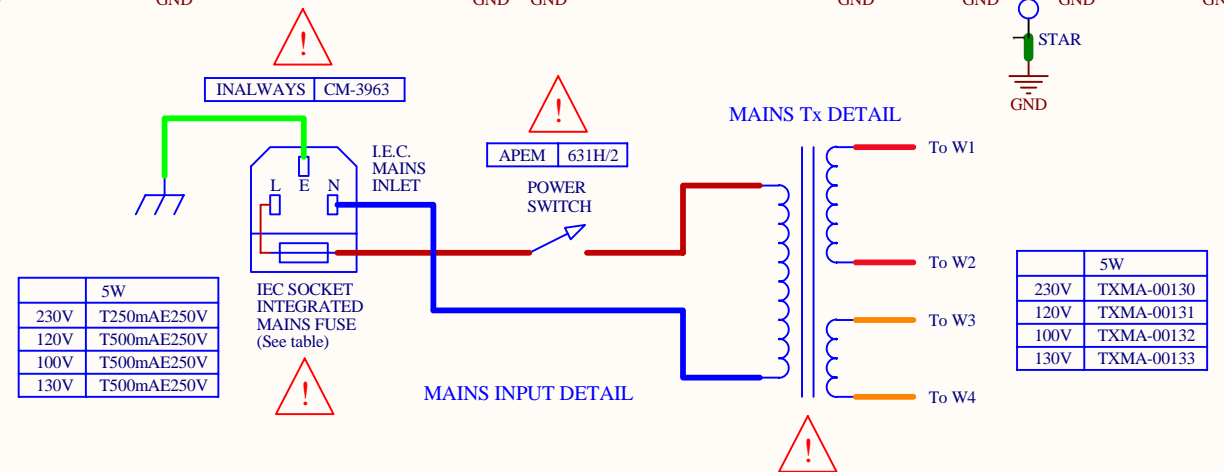 GND
GND GND
GND
GND
GND
STAR
GND
!
INALWAYS CM-3963
!
APEM 631H/2
POWER
SWITCH
MAINS Tx DETAIL
I.E.C.
MAINS
INLET
L E N
IEC SOCKET
INTEGRATED
MAINS FUSE
(See table)
!
5W
230V T250mAE250V
120V T500mAE250V
100V T500mAE250V
130V T500mAE250V
MAINS INPUT DETAIL
To W1
To W2
To W3
To W4
!
5W
230V TXMA-00130
120V TXMA-00131
100V TXMA-00132
130V TXMA-00133